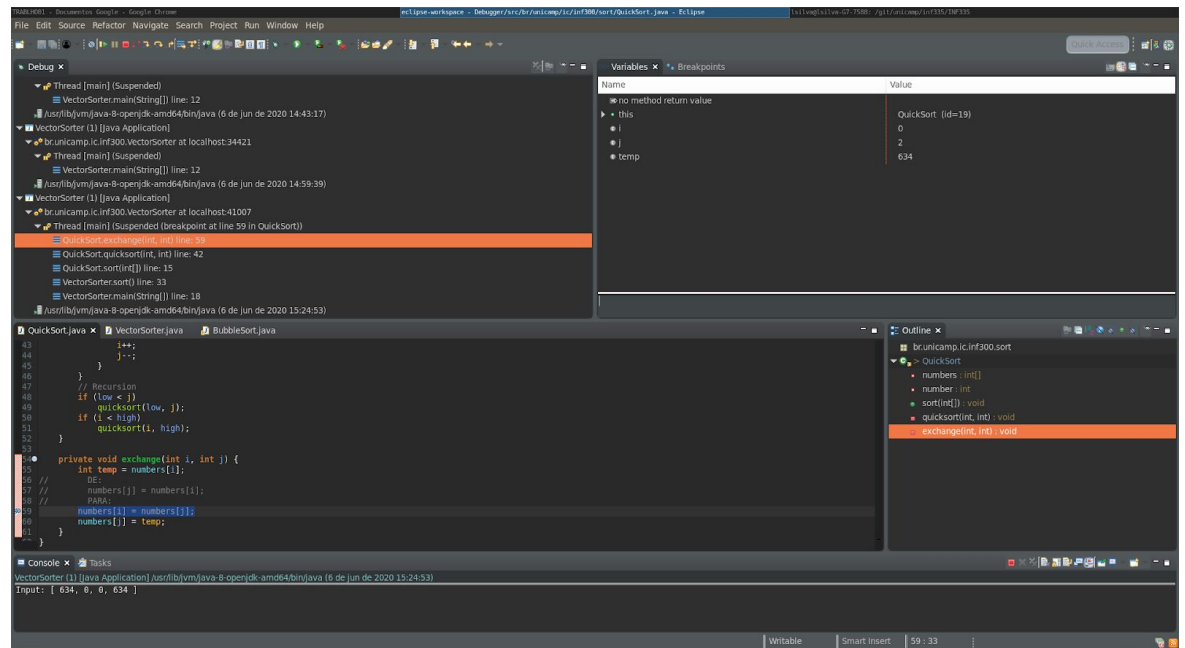 TRABLH001 - Documentos Google - Google Chrome
eclipse-workspace - Debugger/src/br/unicamp/ic/inf300/sort/QuickSort.java - Eclipse
lsilva@lsilva-G7-7588: /git/unicamp/inf335/INF335
File Edit Source Refactor Navigate Search Project Run Window Help
Quick Access
Debug
Thread [main] (Suspended)
VectorSorter.main(String[]) line: 12
/usr/lib/jvm/java-8-openjdk-amd64/bin/java (6 de jun de 2020 14:43:17)
VectorSorter (1) [Java Application]
br.unicamp.ic.inf300.VectorSorter at localhost:34421
Thread [main] (Suspended)
VectorSorter.main(String[]) line: 12
/usr/lib/jvm/java-8-openjdk-amd64/bin/java (6 de jun de 2020 14:59:39)
VectorSorter (1) [Java Application]
br.unicamp.ic.inf300.VectorSorter at localhost:41007
Thread [main] (Suspended (breakpoint at line 59 in QuickSort))
QuickSort.exchange(int, int) line: 59
QuickSort.quicksort(int, int) line: 42
QuickSort.sort(int[]) line: 15
VectorSorter.sort() line: 33
VectorSorter.main(String[]) line: 18
/usr/lib/jvm/java-8-openjdk-amd64/bin/java (6 de jun de 2020 15:24:53)
Variables Breakpoints
Name Value
no method return value
this QuickSort (id=19)
i 0
j 2
temp 634
QuickSort.java VectorSorter.java BubbleSort.java
43 i++;
44 j--;
45 }
46 }
47 // Recursion
48 if (low < j)
49 quicksort(low, j);
50 if (i < high)
51 quicksort(i, high);
52 }
53
54 private void exchange(int i, int j) {
55 int temp = numbers[i];
56 // DE:
57 // numbers[j] = numbers[i];
58 // PARA:
59 numbers[i] = numbers[j];
60 numbers[j] = temp;
61 }
}
Outline
br.unicamp.ic.inf300.sort
> QuickSort
numbers : int[]
number : int
sort(int[]) : void
quicksort(int, int) : void
exchange(int, int) : void
Console Tasks
VectorSorter (1) [Java Application] /usr/lib/jvm/java-8-openjdk-amd64/bin/java (6 de jun de 2020 15:24:53)
Input: [ 634, 0, 0, 634 ]
Writable Smart Insert 59 : 33